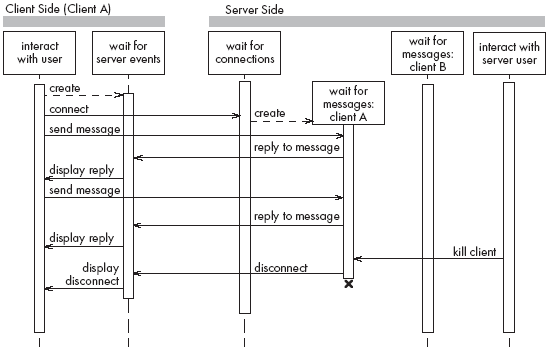 Client Side (Client A)
Server Side
interact
with user
wait for
server events
wait for
connections
wait for
messages:
client B
interact with
server user
wait for
messages:
client A
create
connect
create
send message
reply to message
display reply
send message
reply to message
display reply
kill client
display
disconnect
disconnect